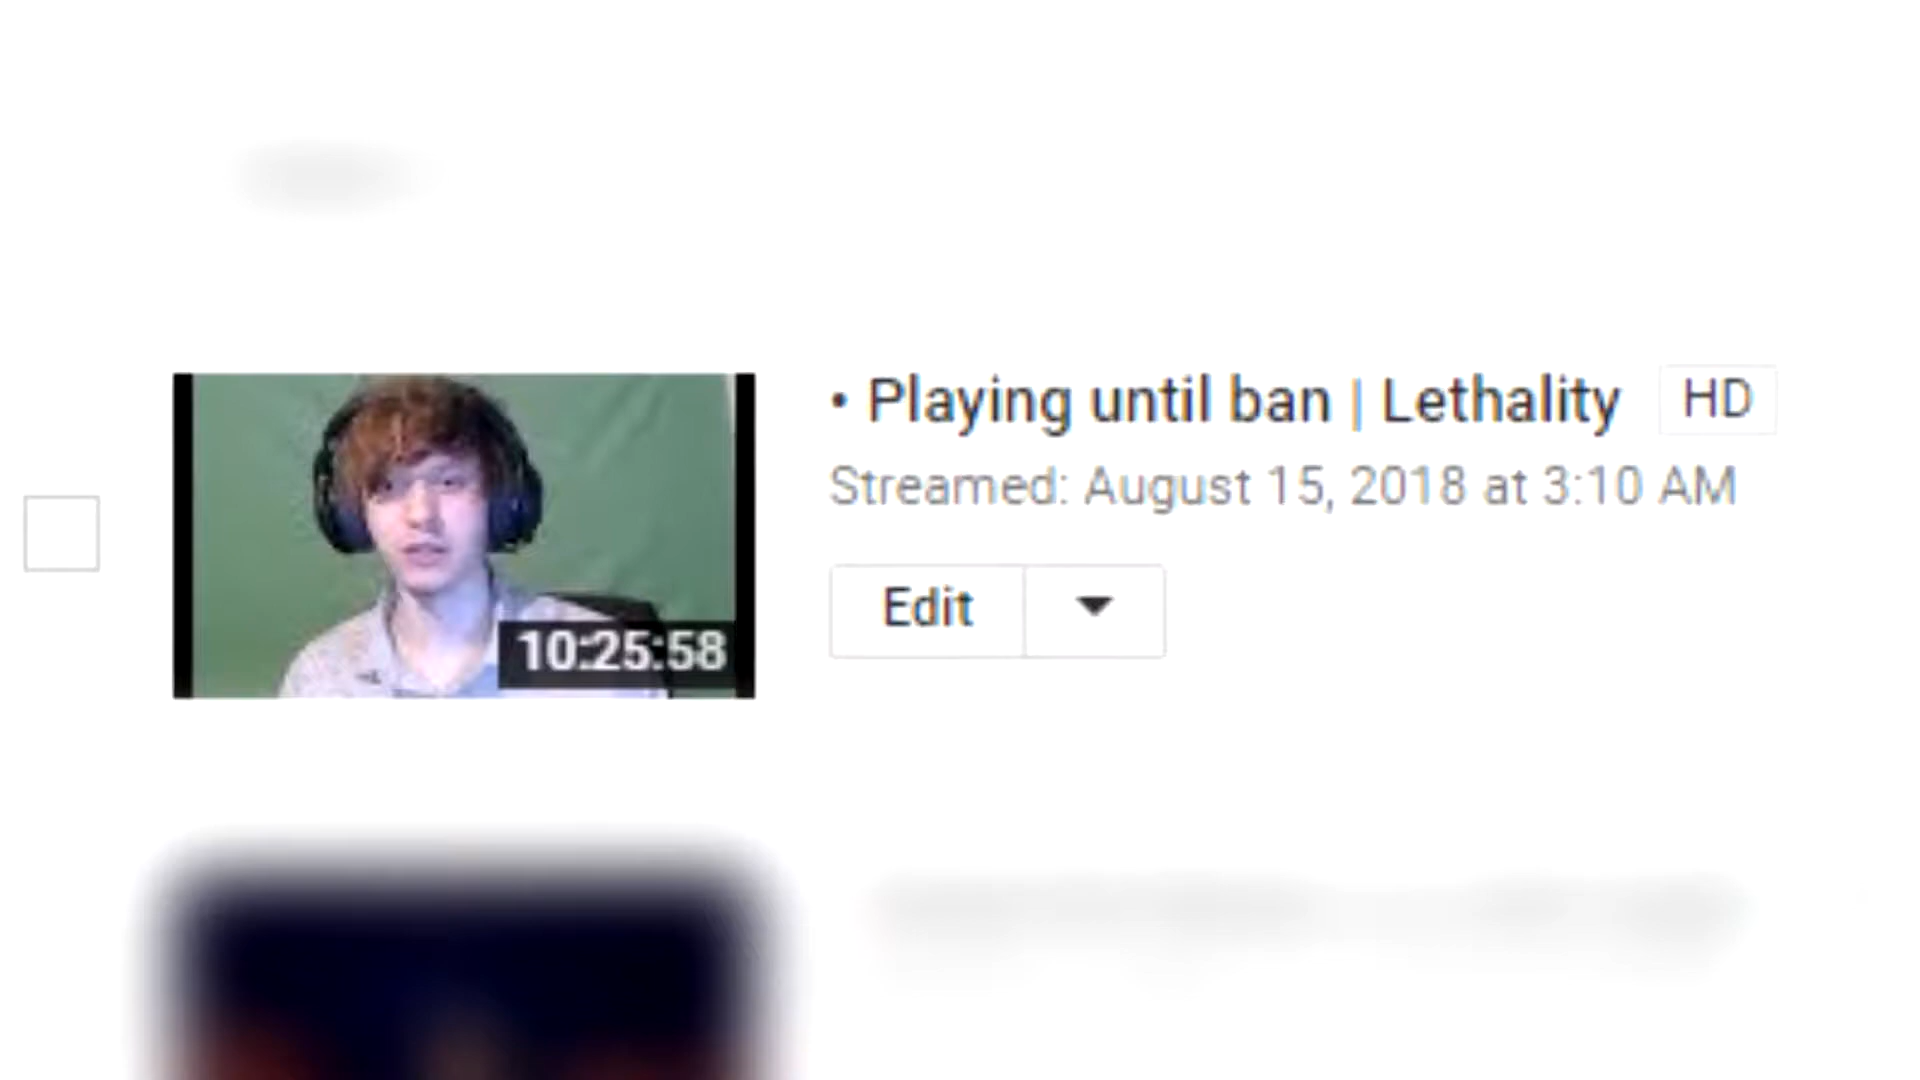 • Playing until ban | Lethality HD
Streamed: August 15, 2018 at 3:10 AM
Edit
10:25:58